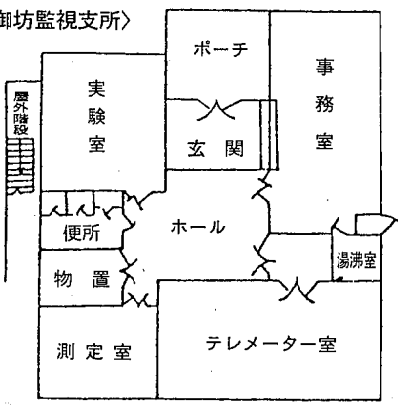 御坊監視支所〉
ポーチ
事務室
実験室
屋外階段
玄関
ホール
便所
湯沸室
物置
テレメーター室
測定室